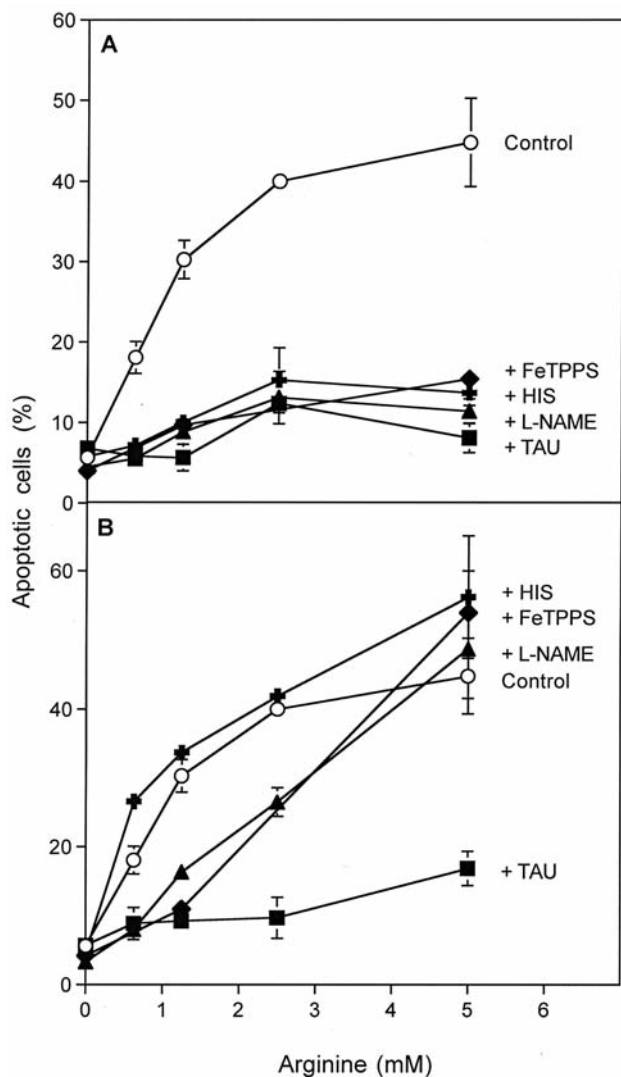 60
A
50
Control
40
30
20
+ FeTPPS
+ HIS
10
+ L-NAME
+ TAU
0
Apoptotic cells (%)
B
60
+ HIS
+ FeTPPS
+ L-NAME
Control
40
20
+ TAU
0
0 1 2 3 4 5 6
Arginine (mM)